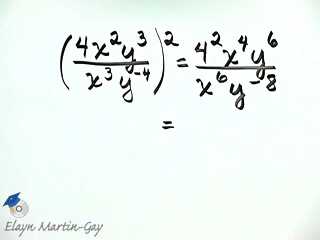 (4x²y³ / x³y⁻⁴)² = 4²x⁴y⁶ / x⁶y⁻⁸
=
Elayn Martin-Gay